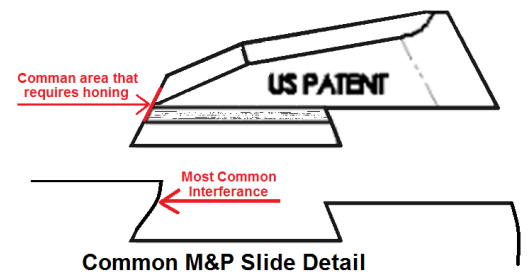 Comman area that
requires honing
US PATENT
Most Common
Interferance
Common M&P Slide Detail